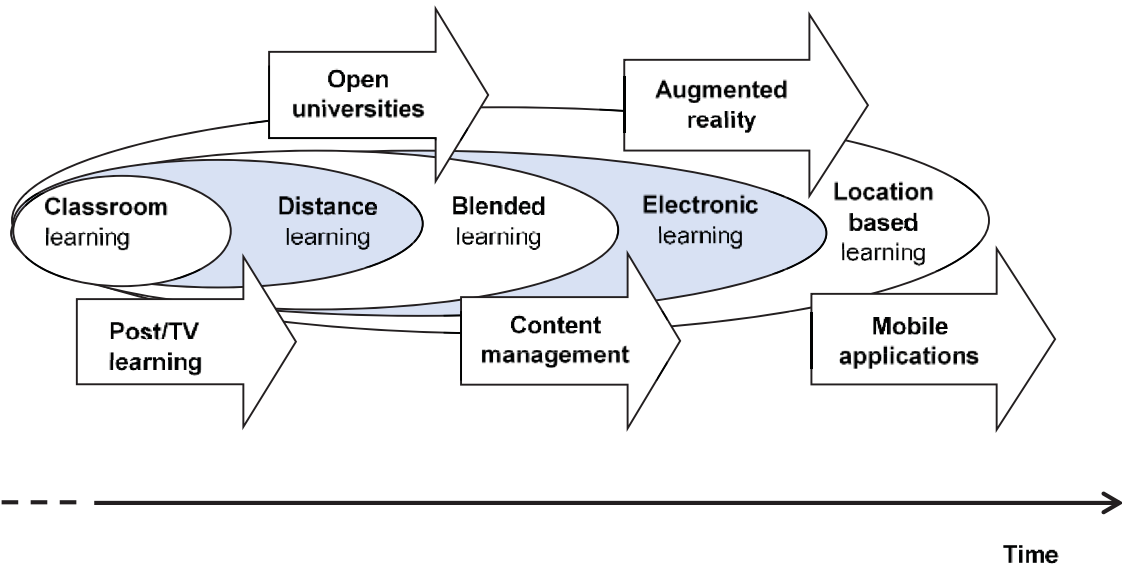 Open
universities
Augmented
reality
Classroom
learning
Distance
learning
Blended
learning
Electronic
learning
Location
based
learning
Post/TV
learning
Content
management
Mobile
applications
Time